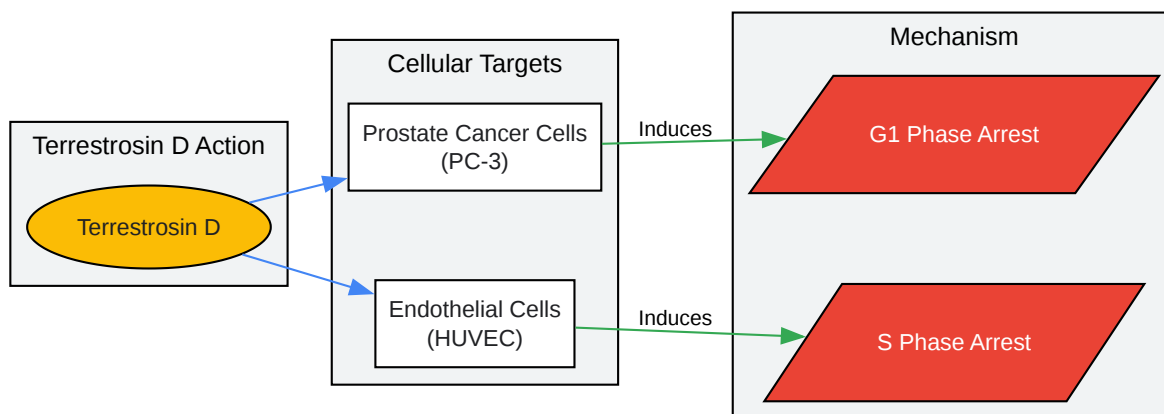 Terrestrosin D Action
Terrestrosin D
Cellular Targets
Prostate Cancer Cells
(PC-3)
Endothelial Cells
(HUVEC)
Induces
Induces
Mechanism
G1 Phase Arrest
S Phase Arrest